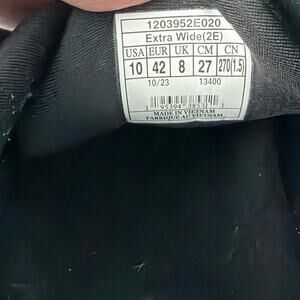 1203952E020
Extra Wide(2E)
USA EUR UK CM CN
10 42 8 27 270(1.5)
10/23 13400
MADE IN VIETNAM
FABRIQUÉ AU VIETNAM